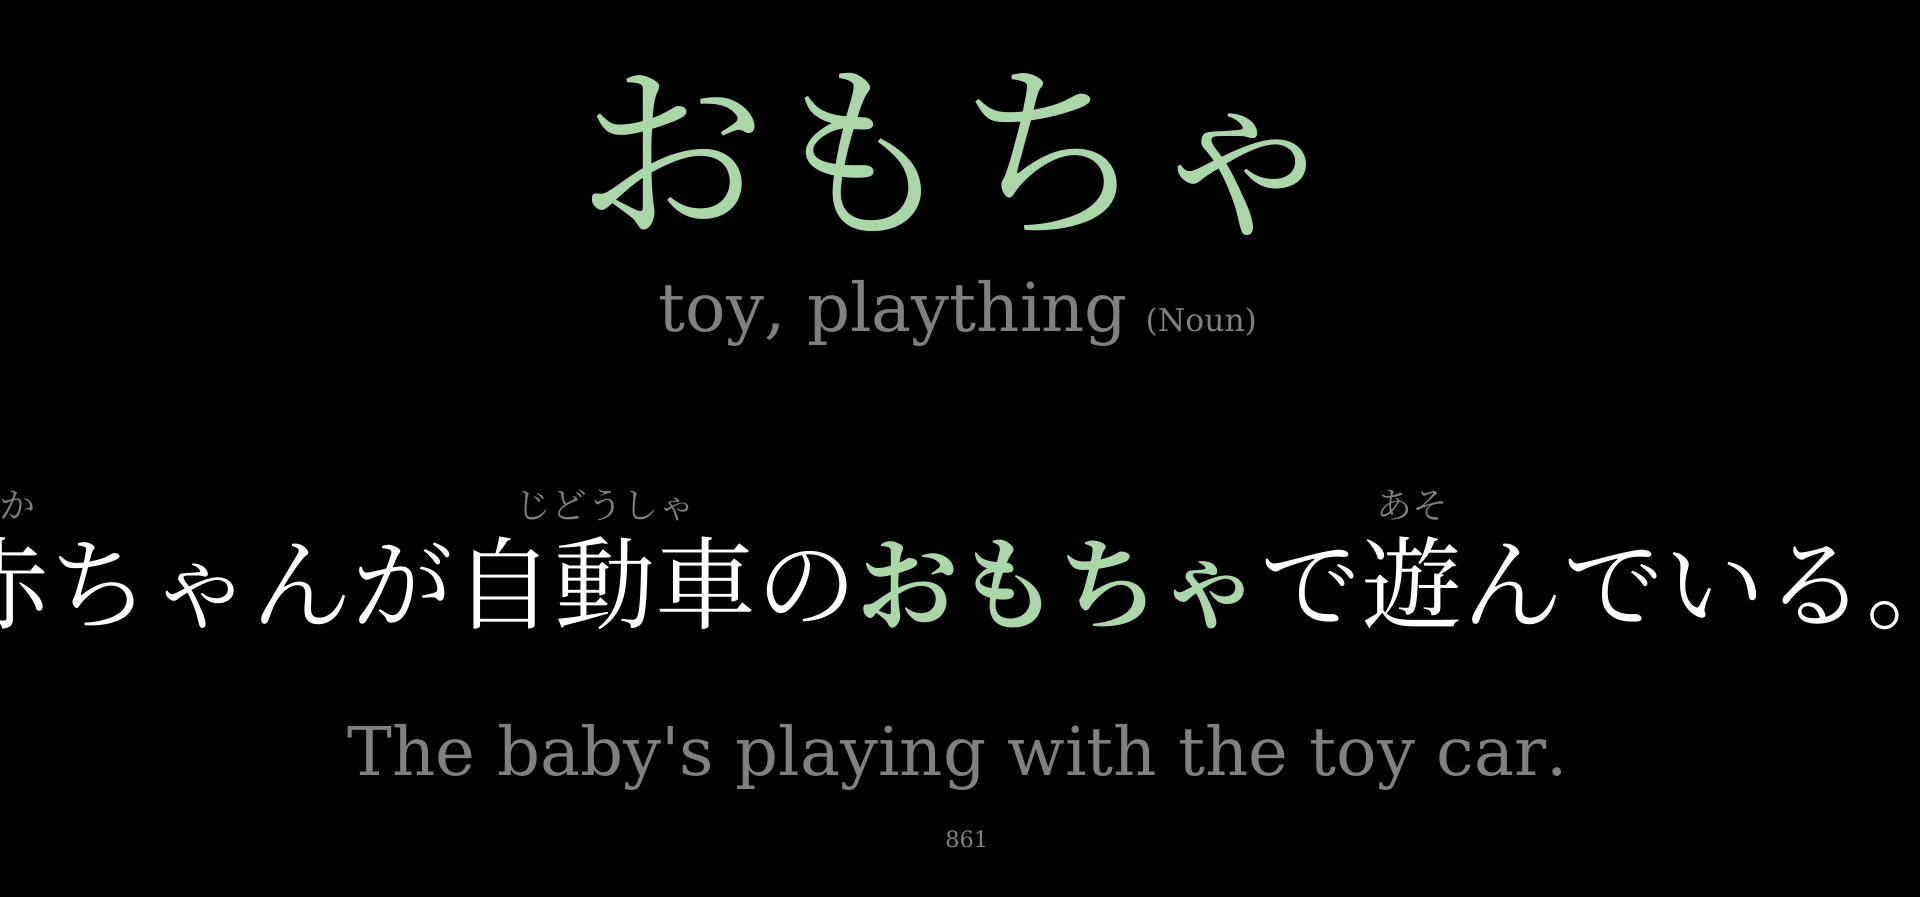 おもちゃ
toy, plaything (Noun)
か じどうしゃ あそ
赤ちゃんが自動車のおもちゃで遊んでいる。
The baby's playing with the toy car.
861